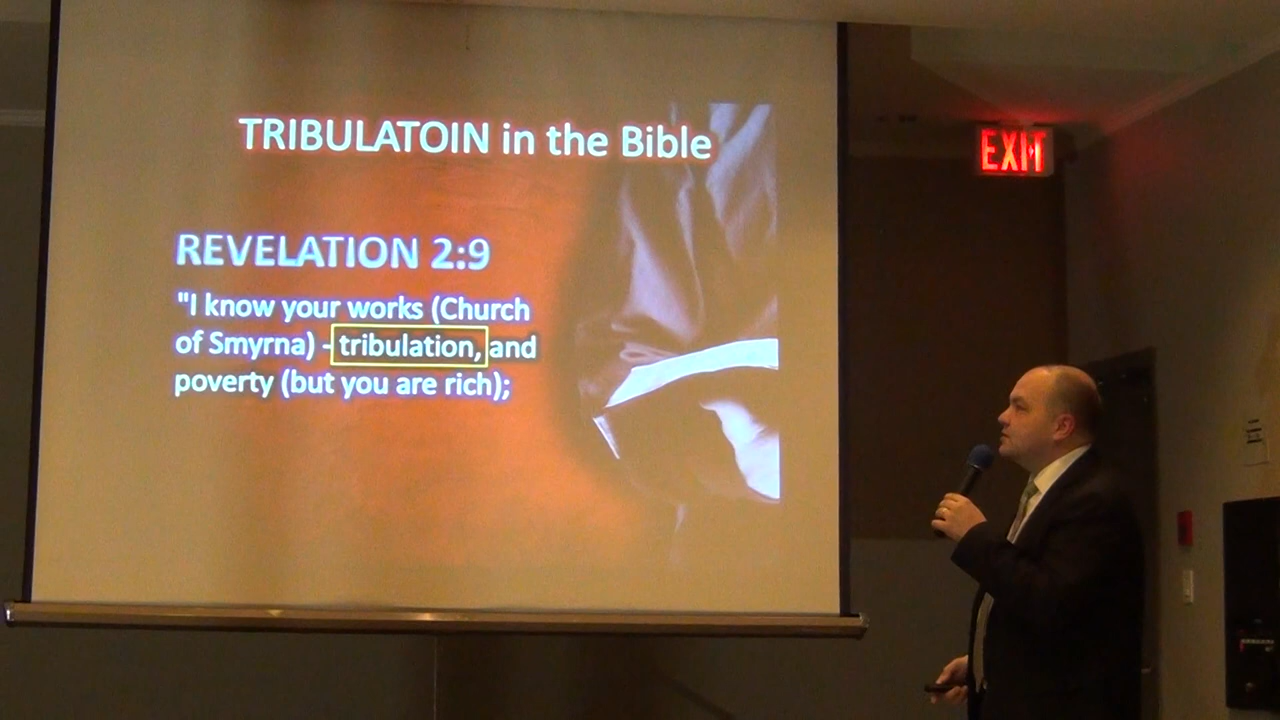 TRIBULATOIN in the Bible
REVELATION 2:9
"I know your works (Church
of Smyrna) - tribulation, and
poverty (but you are rich);
EXIT